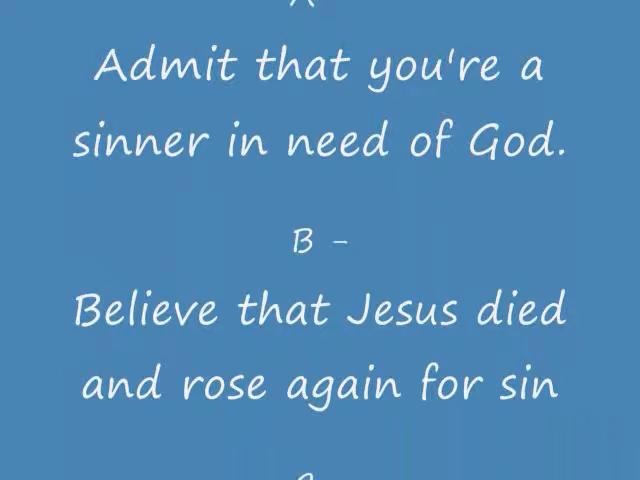 Admit that you're a
sinner in need of God.
B -
Believe that Jesus died
and rose again for sin